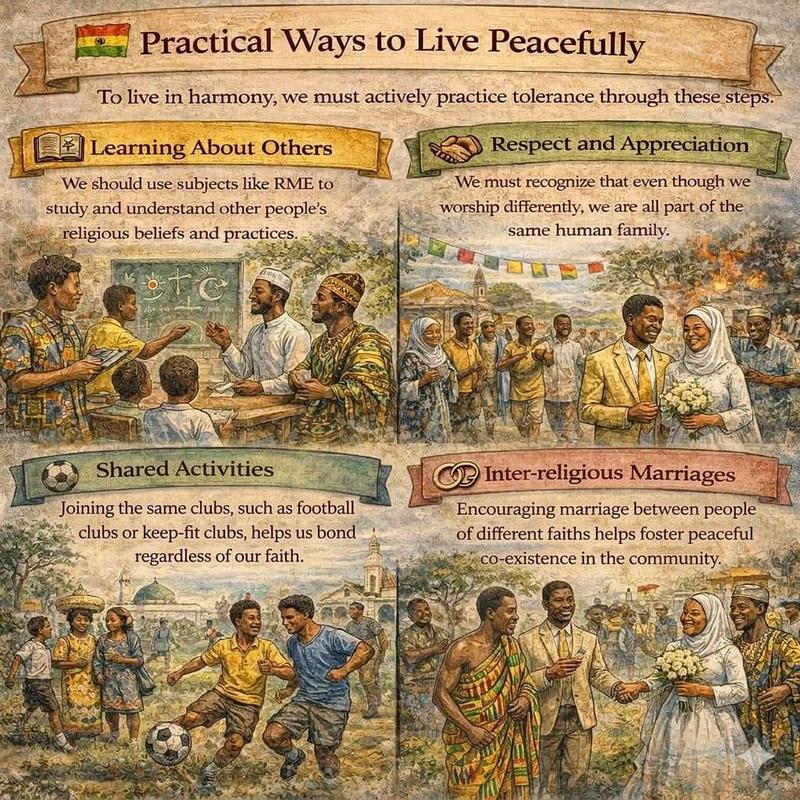 Practical Ways to Live Peacefully
To live in harmony, we must actively practice tolerance through these steps.
Learning About Others
We should use subjects like RME to
study and understand other people's
religious beliefs and practices.
Respect and Appreciation
We must recognize that even though we
worship differently, we are all part of the
same human family.
Shared Activities
Joining the same clubs, such as football
clubs or keep-fit clubs, helps us bond
regardless of our faith.
Inter-religious Marriages
Encouraging marriage between people
of different faiths helps foster peaceful
co-existence in the community.